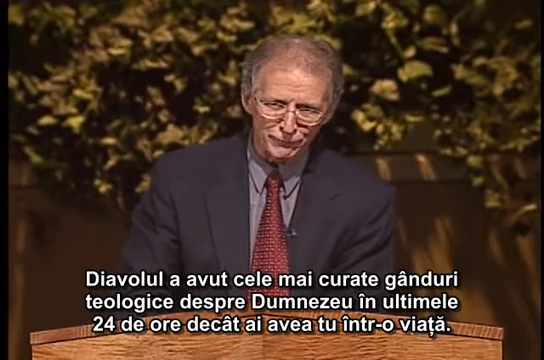 Diavolul a avut cele mai curate gânduri
teologice despre Dumnezeu în ultimele
24 de ore decât ai avea tu într-o viață.